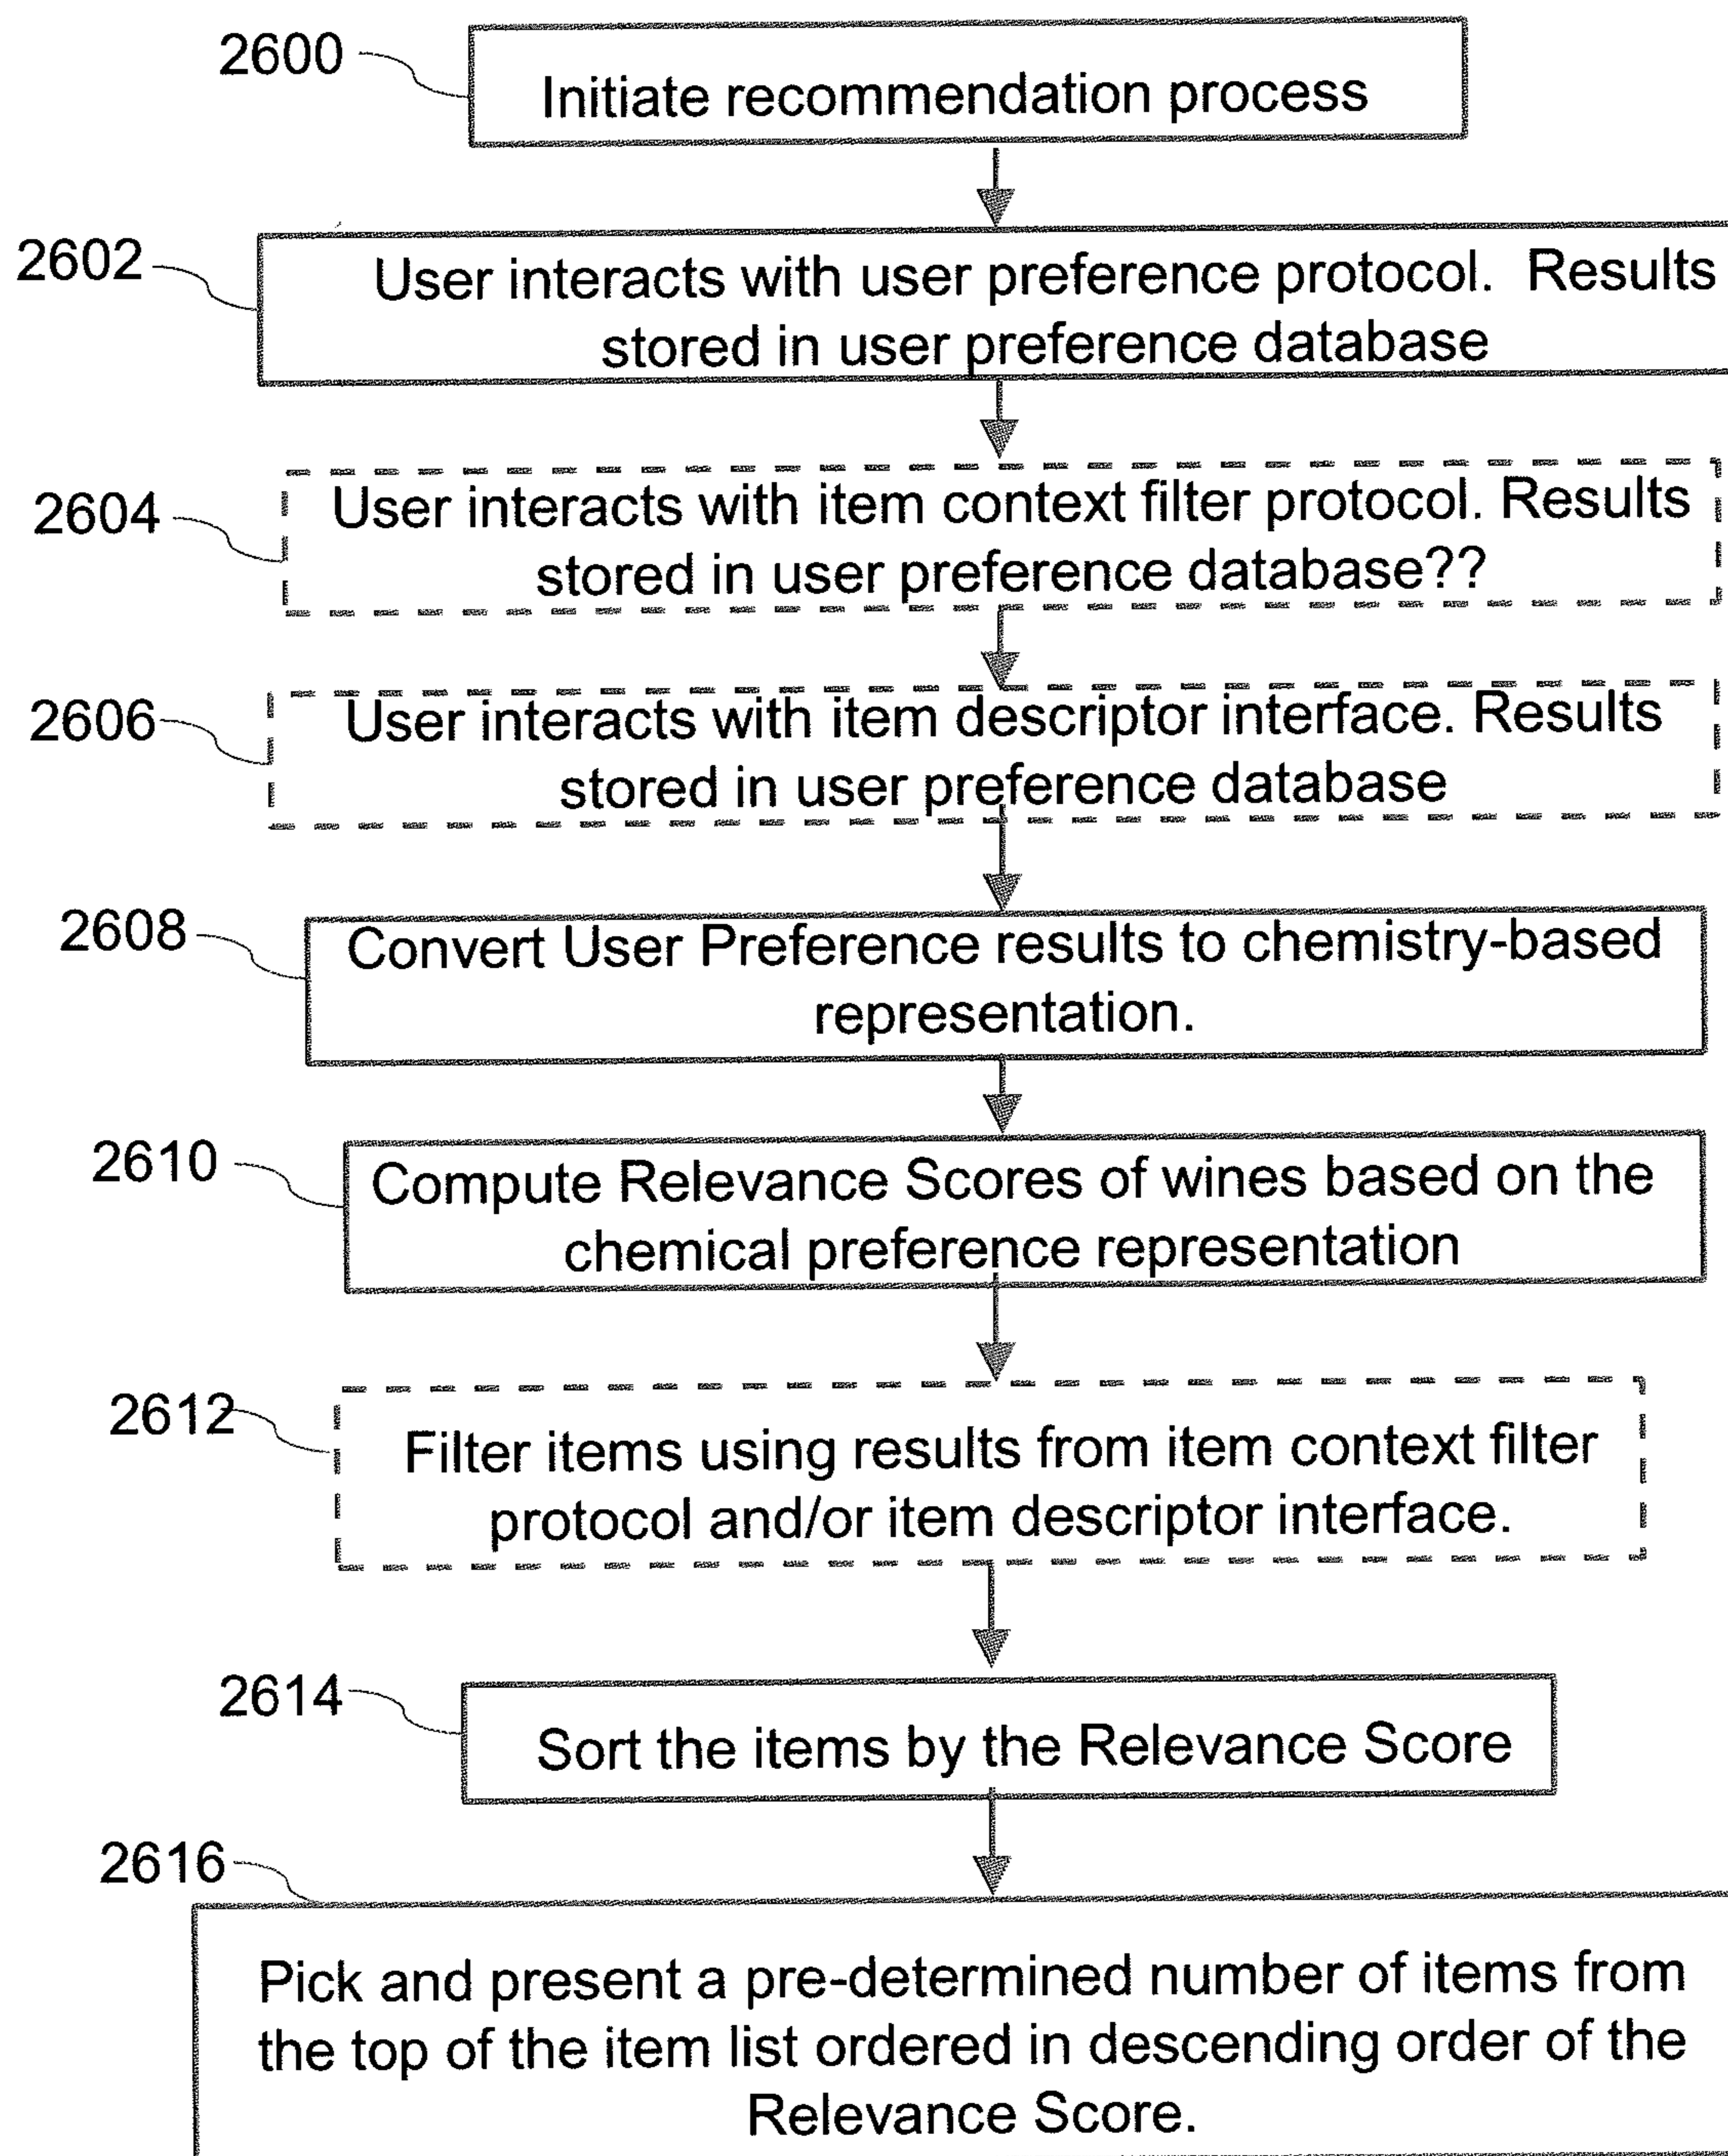 2600
Initiate recommendation process
2602
User interacts with user preference protocol. Results
stored in user preference database
2604
User interacts with item context filter protocol. Results
stored in user preference database??
2606
User interacts with item descriptor interface. Results
stored in user preference database
2608
Convert User Preference results to chemistry-based
representation.
2610
Compute Relevance Scores of wines based on the
chemical preference representation
2612
Filter items using results from item context filter
protocol and/or item descriptor interface.
2614
Sort the items by the Relevance Score
2616
Pick and present a pre-determined number of items from
the top of the item list ordered in descending order of the
Relevance Score.